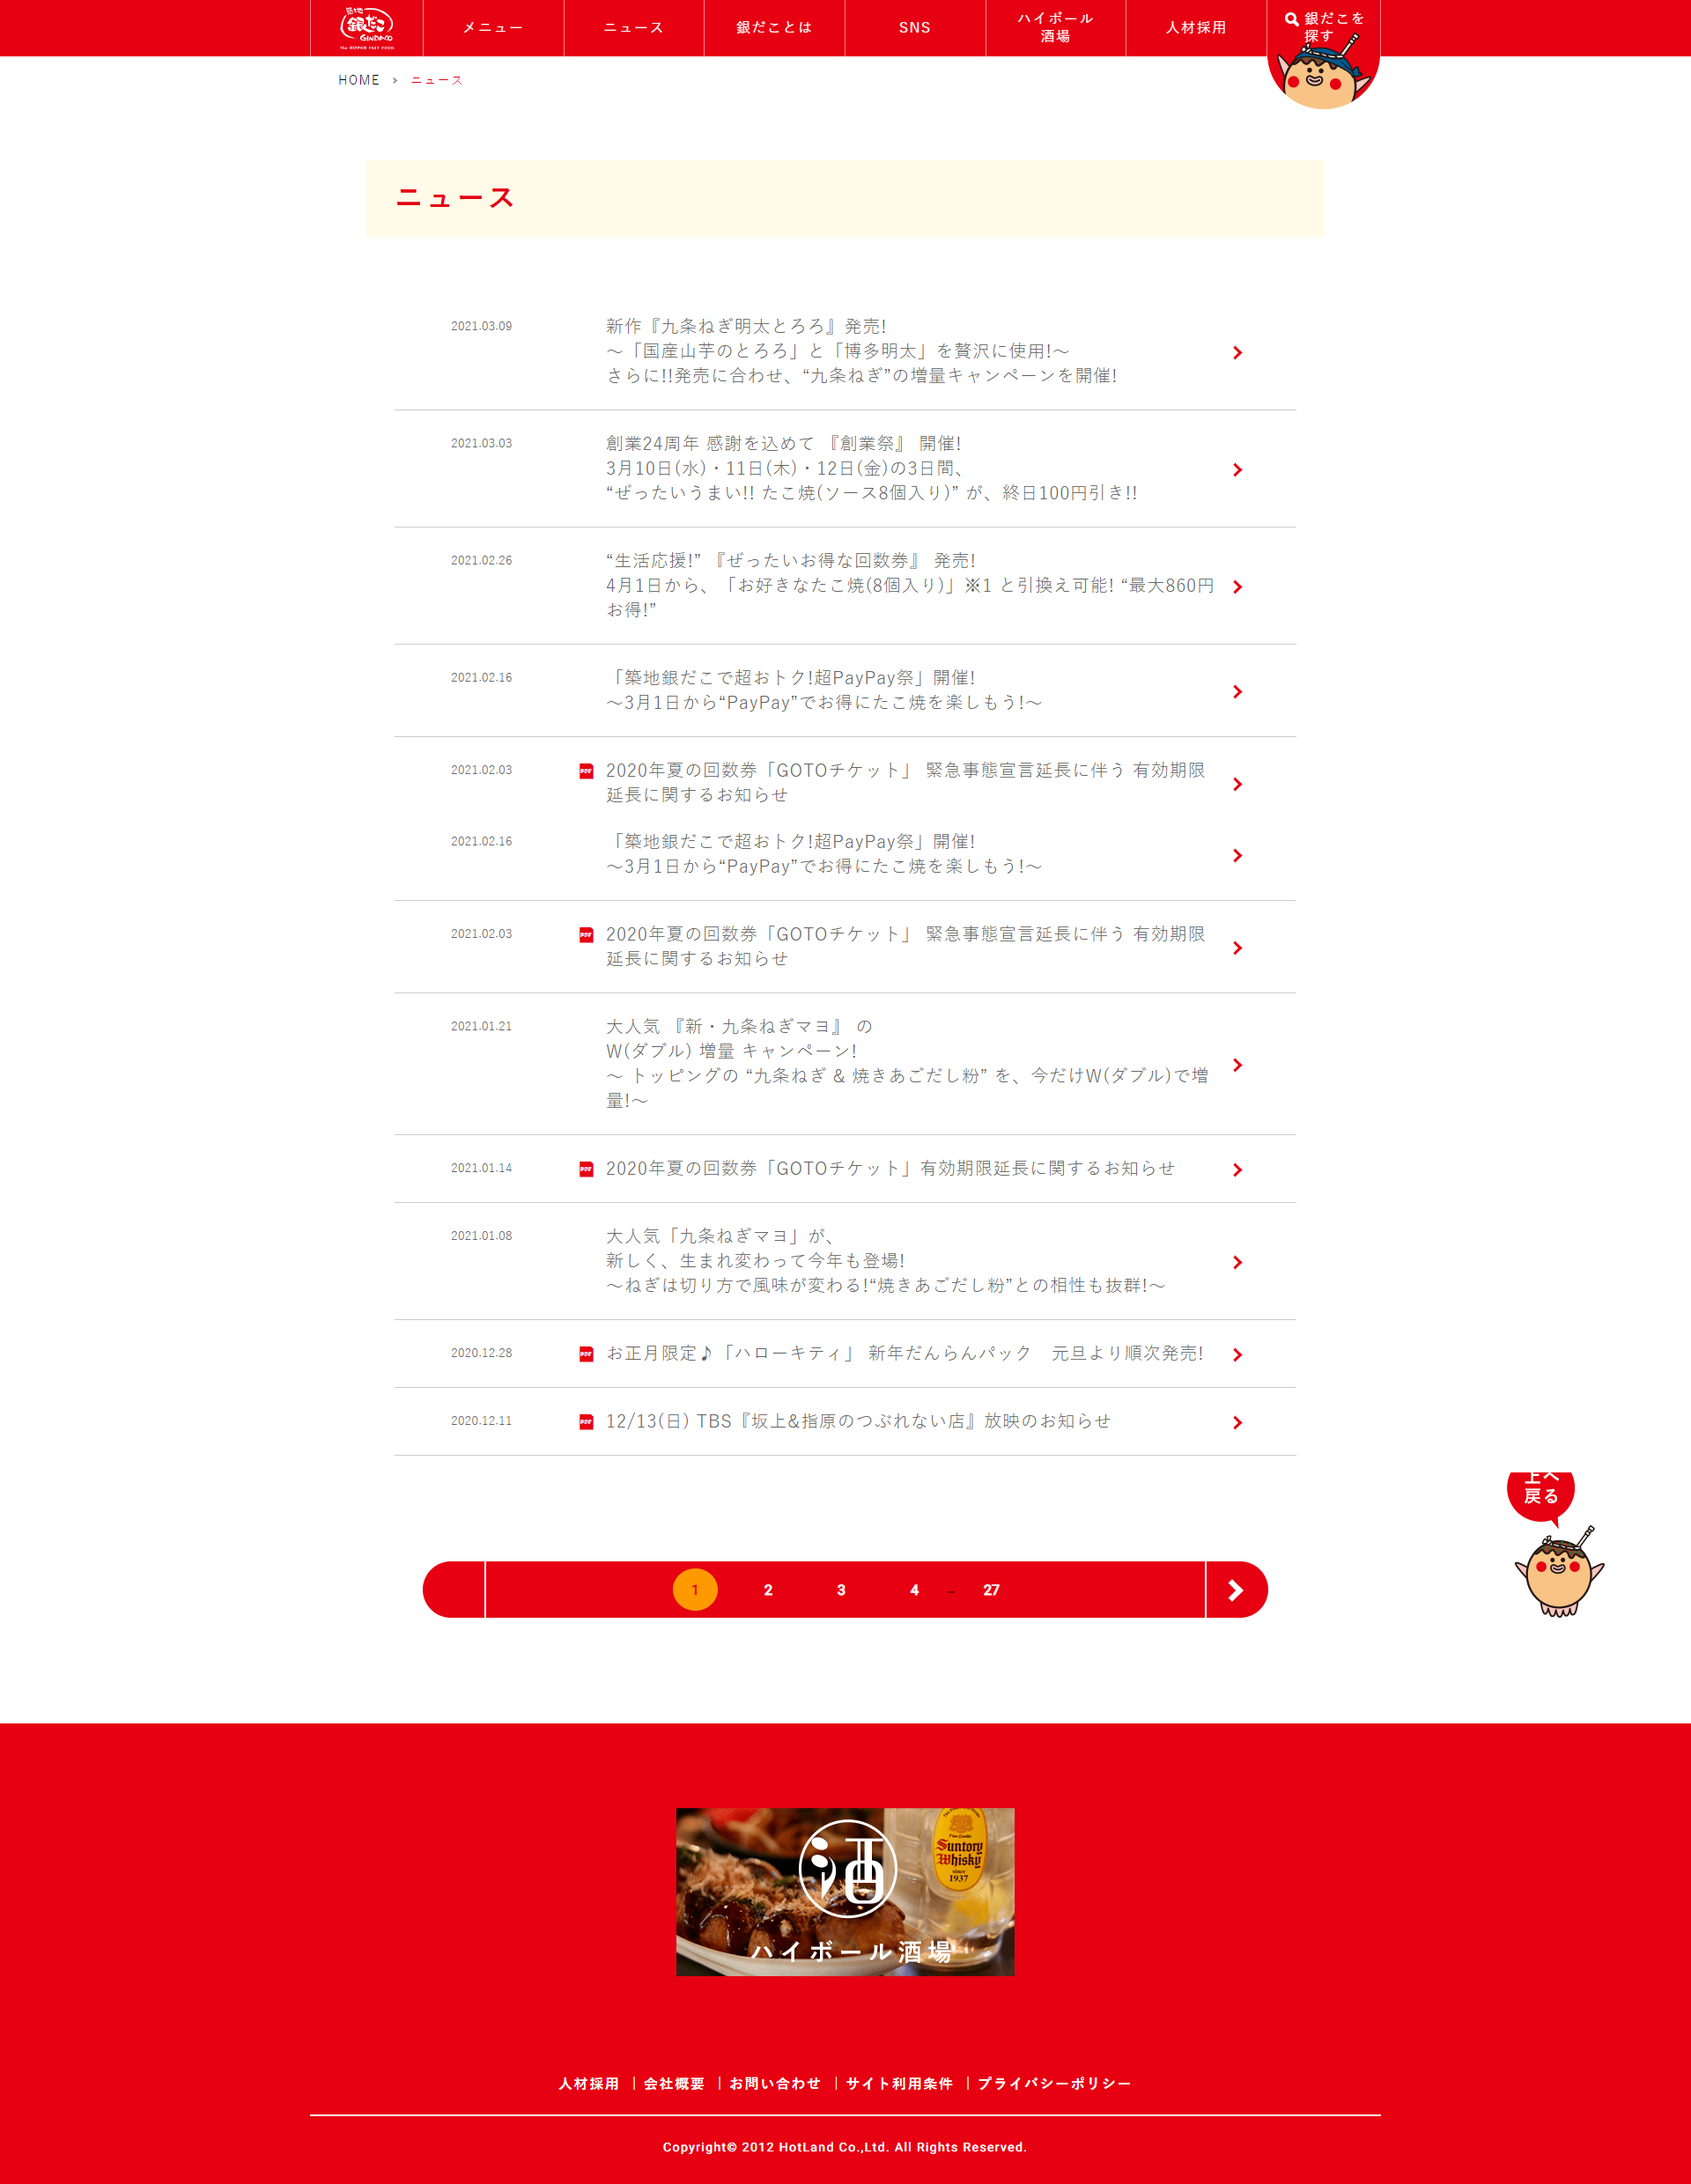 築地
銀だこ
GINDACO
The NIPPON FAST FOOD.
メニュー
ニュース
銀だことは
SNS
ハイボール
酒場
人材採用
銀だこを
探す
HOME
ニュース
ニュース
2021.03.09
新作『九条ねぎ明太とろろ』発売!
～「国産山芋のとろろ」と「博多明太」を贅沢に使用!～
さらに!!発売に合わせ、“九条ねぎ”の増量キャンペーンを開催!
2021.03.03
創業24周年 感謝を込めて 『創業祭』 開催!
3月10日(水)・11日(木)・12日(金)の3日間、
“ぜったいうまい!! たこ焼(ソース8個入り)” が、終日100円引き!!
2021.02.26
“生活応援!” 『ぜったいお得な回数券』 発売!
4月1日から、「お好きなたこ焼(8個入り)」※1 と引換え可能! “最大860円
お得!”
2021.02.16
「築地銀だこで超おトク!超PayPay祭」開催!
～3月1日から“PayPay”でお得にたこ焼を楽しもう!～
2021.02.03
2020年夏の回数券「GOTOチケット」 緊急事態宣言延長に伴う 有効期限
延長に関するお知らせ
2021.02.16
「築地銀だこで超おトク!超PayPay祭」開催!
～3月1日から“PayPay”でお得にたこ焼を楽しもう!～
2021.02.03
2020年夏の回数券「GOTOチケット」 緊急事態宣言延長に伴う 有効期限
延長に関するお知らせ
2021.01.21
大人気 『新・九条ねぎマヨ』 の
W(ダブル) 増量 キャンペーン!
～ トッピングの “九条ねぎ & 焼きあごだし粉” を、今だけW(ダブル)で増
量!～
2021.01.14
2020年夏の回数券「GOTOチケット」有効期限延長に関するお知らせ
2021.01.08
大人気「九条ねぎマヨ」が、
新しく、生まれ変わって今年も登場!
～ねぎは切り方で風味が変わる!“焼きあごだし粉”との相性も抜群!～
2020.12.28
お正月限定♪「ハローキティ」 新年だんらんパック　元旦より順次発売!
2020.12.11
12/13(日) TBS『坂上&指原のつぶれない店』放映のお知らせ
上へ
戻る
1 2 3 4 … 27
酒
Suntory
Whisky
since
1937
ハイボール酒場
人材採用 | 会社概要 | お問い合わせ | サイト利用条件 | プライバシーポリシー
Copyright© 2012 HotLand Co.,Ltd. All Rights Reserved.